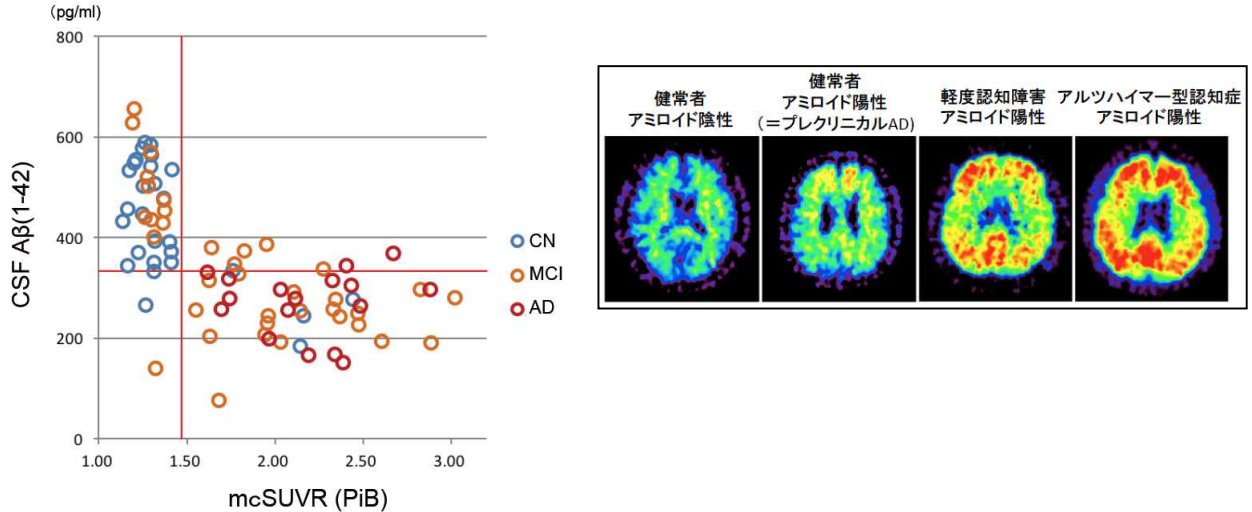 (pg/ml)
800
600
400
200
0
1.00 1.50 2.00 2.50 3.00
CSF Aβ(1-42)
mcSUVR (PiB)
CN
MCI
AD
健常者
アミロイド陰性
健常者
アミロイド陽性
(=プレクリニカルAD)
軽度認知障害
アミロイド陽性
アルツハイマー型認知症
アミロイド陽性